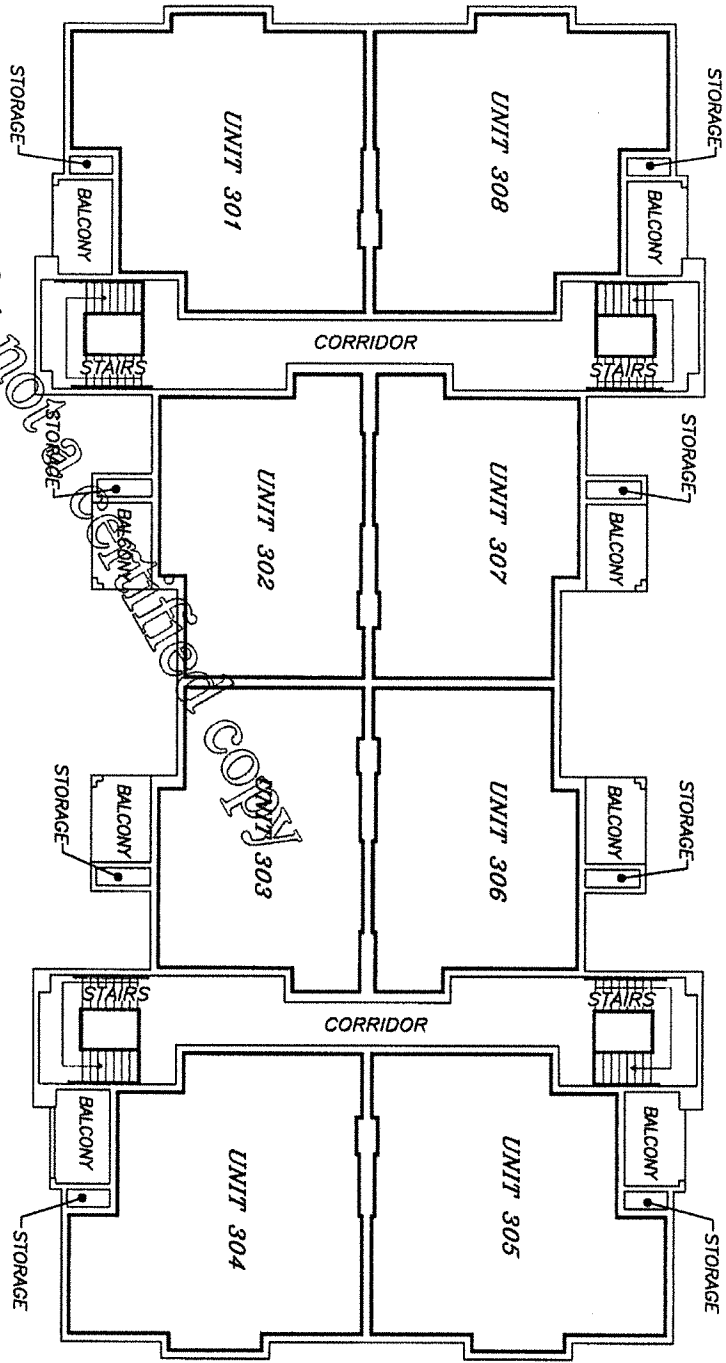 STORAGE
STORAGE
UNIT 301
UNIT 308
BALCONY
BALCONY
CORRIDOR
STAIRS
STAIRS
STORAGE
STORAGE
UNIT 302
UNIT 307
BALCONY
BALCONY
not a certified copy
BALCONY
BALCONY
STORAGE
STORAGE
UNIT 303
UNIT 306
STAIRS
STAIRS
CORRIDOR
BALCONY
BALCONY
UNIT 304
UNIT 305
STORAGE
STORAGE